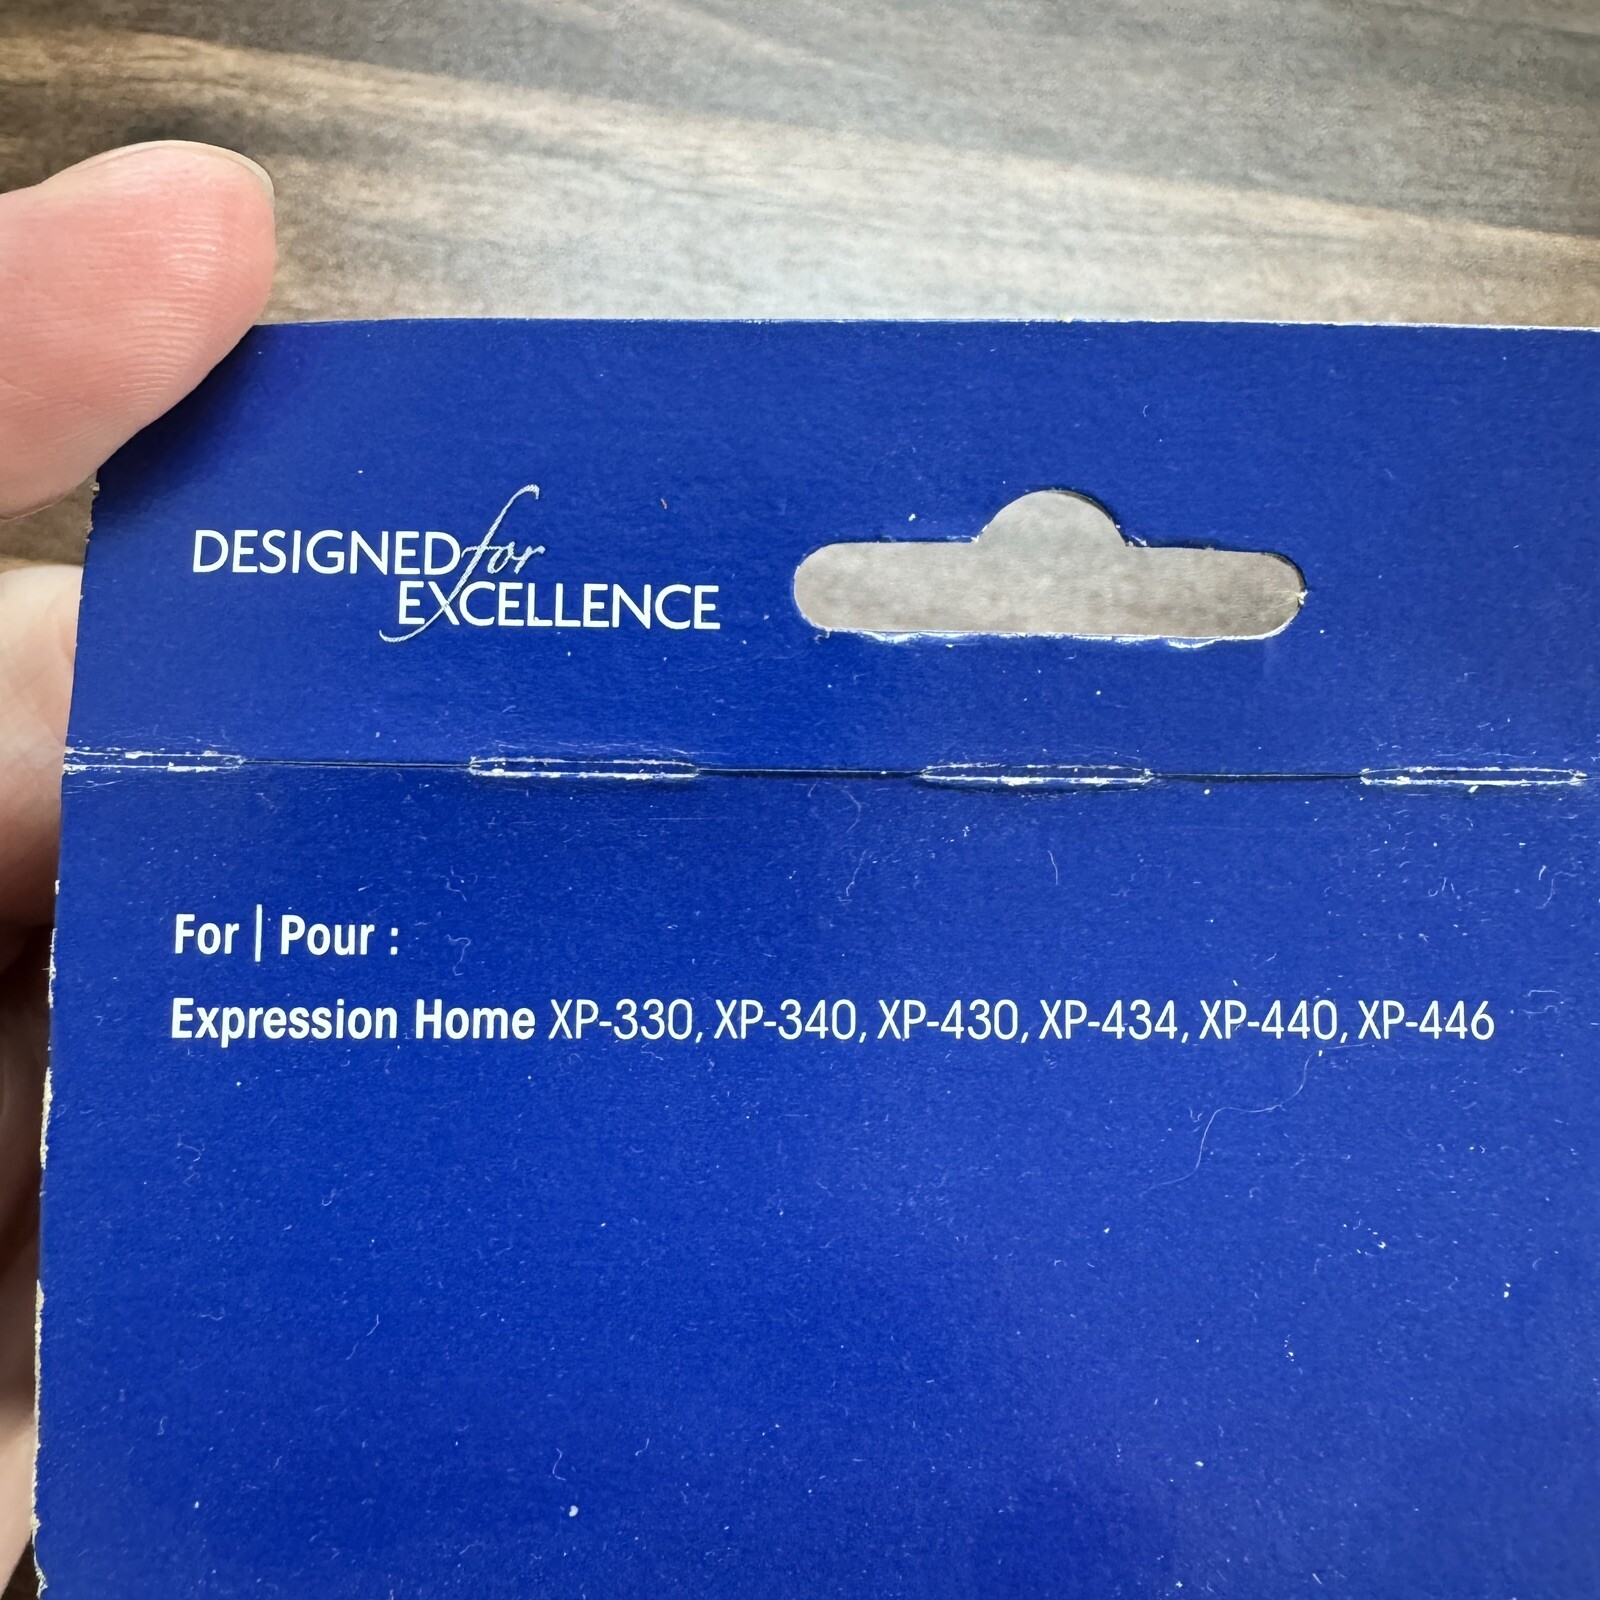 DESIGNED for
EXCELLENCE
For | Pour :
Expression Home XP-330, XP-340, XP-430, XP-434, XP-440, XP-446